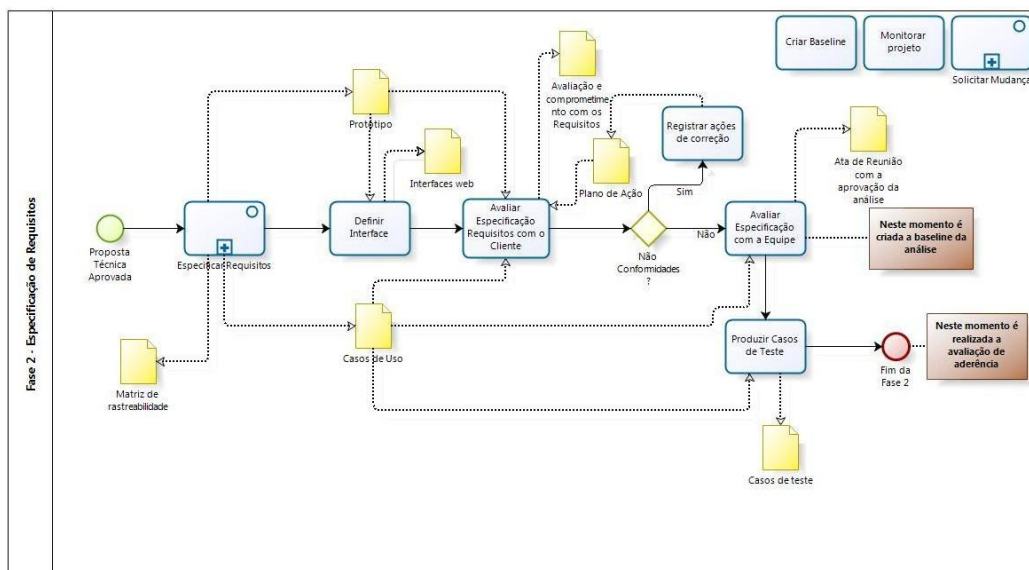 Fase 2 - Especificação de Requisitos
Criar Baseline
Monitorar
projeto
Solicitar Mudança
Protótipo
Interfaces web
Avaliação e
comprometime
nto com os
Requisitos
Registrar ações
de correção
Plano de Ação
Ata de Reunião
com a
aprovação da
análise
Proposta
Técnica
Aprovada
Especificar Requisitos
Definir
Interface
Avaliar
Especificação
Requisitos com o
Cliente
Sim
Não
Não
Conformidades
?
Avaliar
Especificação
com a Equipe
Neste momento é
criada a baseline da
análise
Matriz de
rastreabilidade
Casos de Uso
Produzir Casos
de Teste
Fim da
Fase 2
Neste momento é
realizada a
avaliação de
aderência
Casos de teste